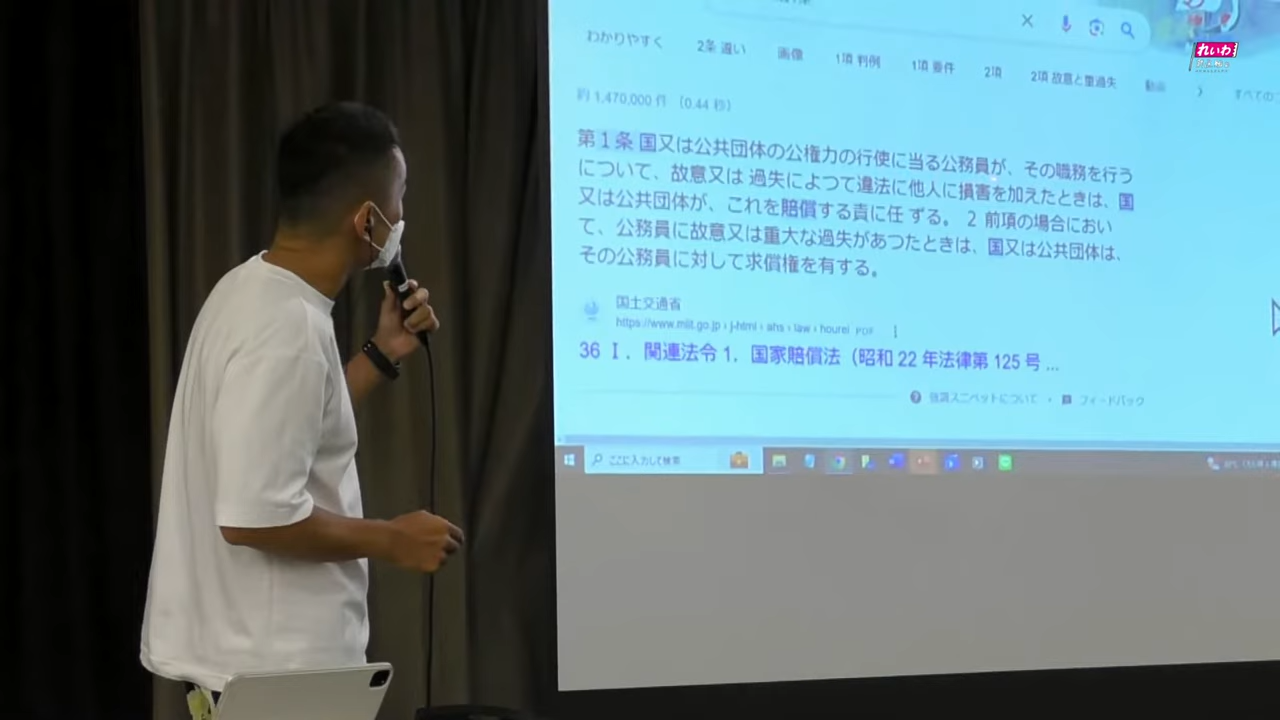 れいわ
わかりやすく 2条 違い 画像 1項 判例 1項 要件 2項 2項 故意と重過失 動画 すべての
約 1,470,000 件 (0.44 秒)
第１条 国又は公共団体の公権力の行使に当る公務員が、その職務を行う
について、故意又は 過失によつて違法に他人に損害を加えたときは、国
又は公共団体が、これを賠償する責に任 ずる。 ２ 前項の場合におい
て、公務員に故意又は重大な過失があつたときは、国又は公共団体は、
その公務員に対して求償権を有する。
国土交通省
https://www.mlit.go.jp › j-html › ahs › law › hourei PDF
36 Ⅰ．関連法令 1．国家賠償法（昭和 22 年法律第 125 号 ...
強調スニペットについて・ フィードバック
ここに入力して検索